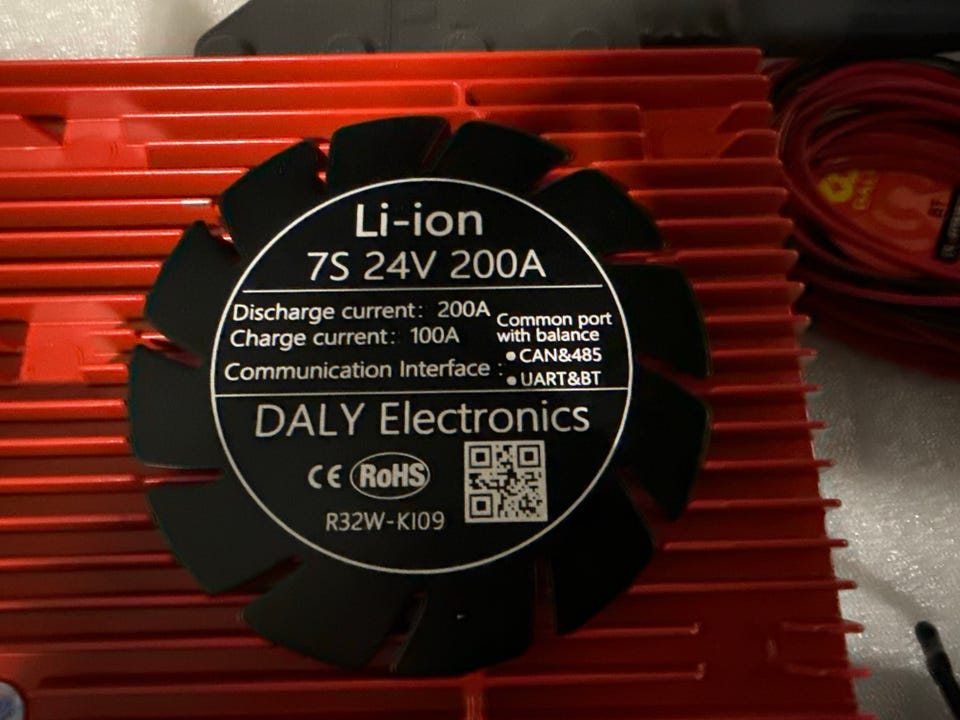 Li-ion
7S 24V 200A
Discharge current: 200A
Charge current: 100A
Common port
with balance
Communication Interface :
●CAN&485
●UART&BT
DALY Electronics
CE RoHS
R32W-KI09
BT